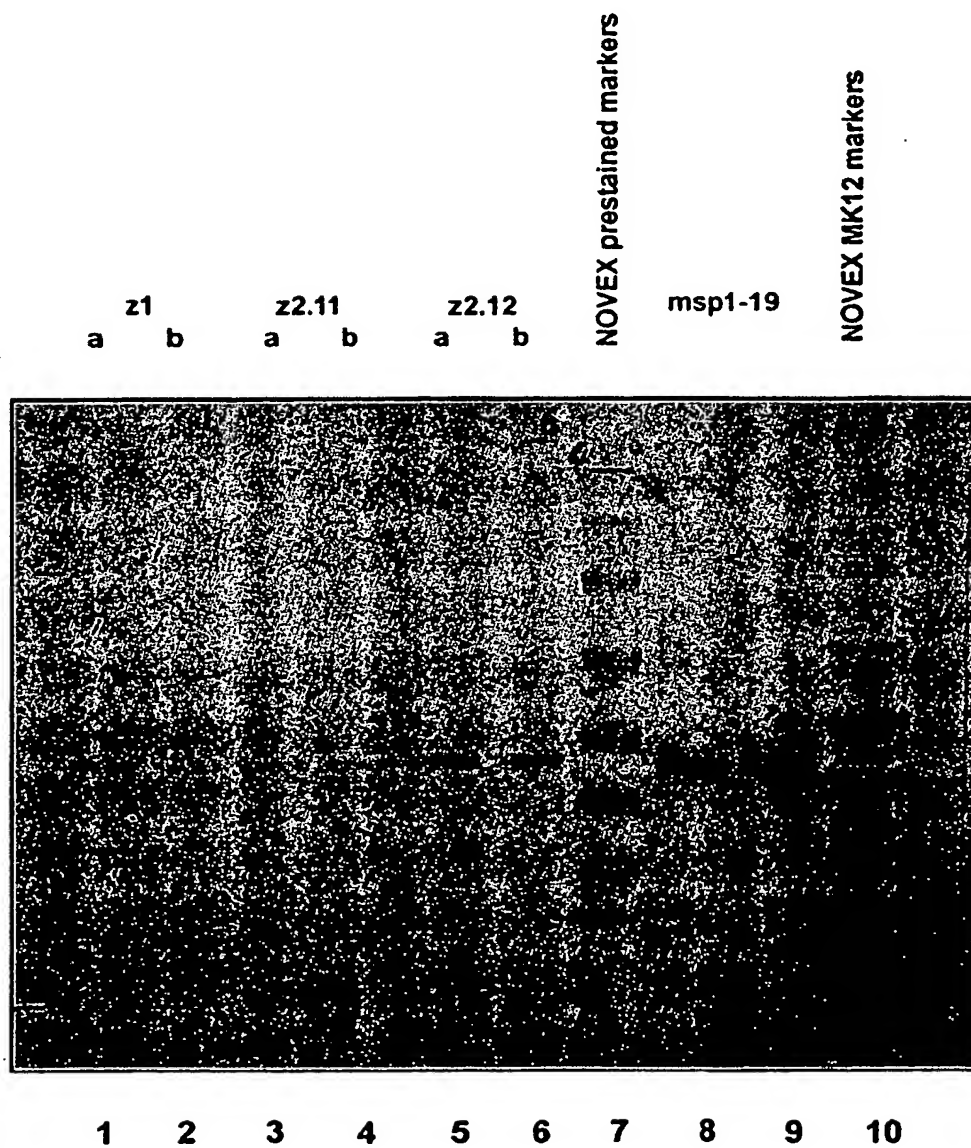 NOVEX prestained markers
NOVEX MK12 markers
z1 z2.11 z2.12 msp1-19
a b a b a b
1 2 3 4 5 6 7 8 9 10